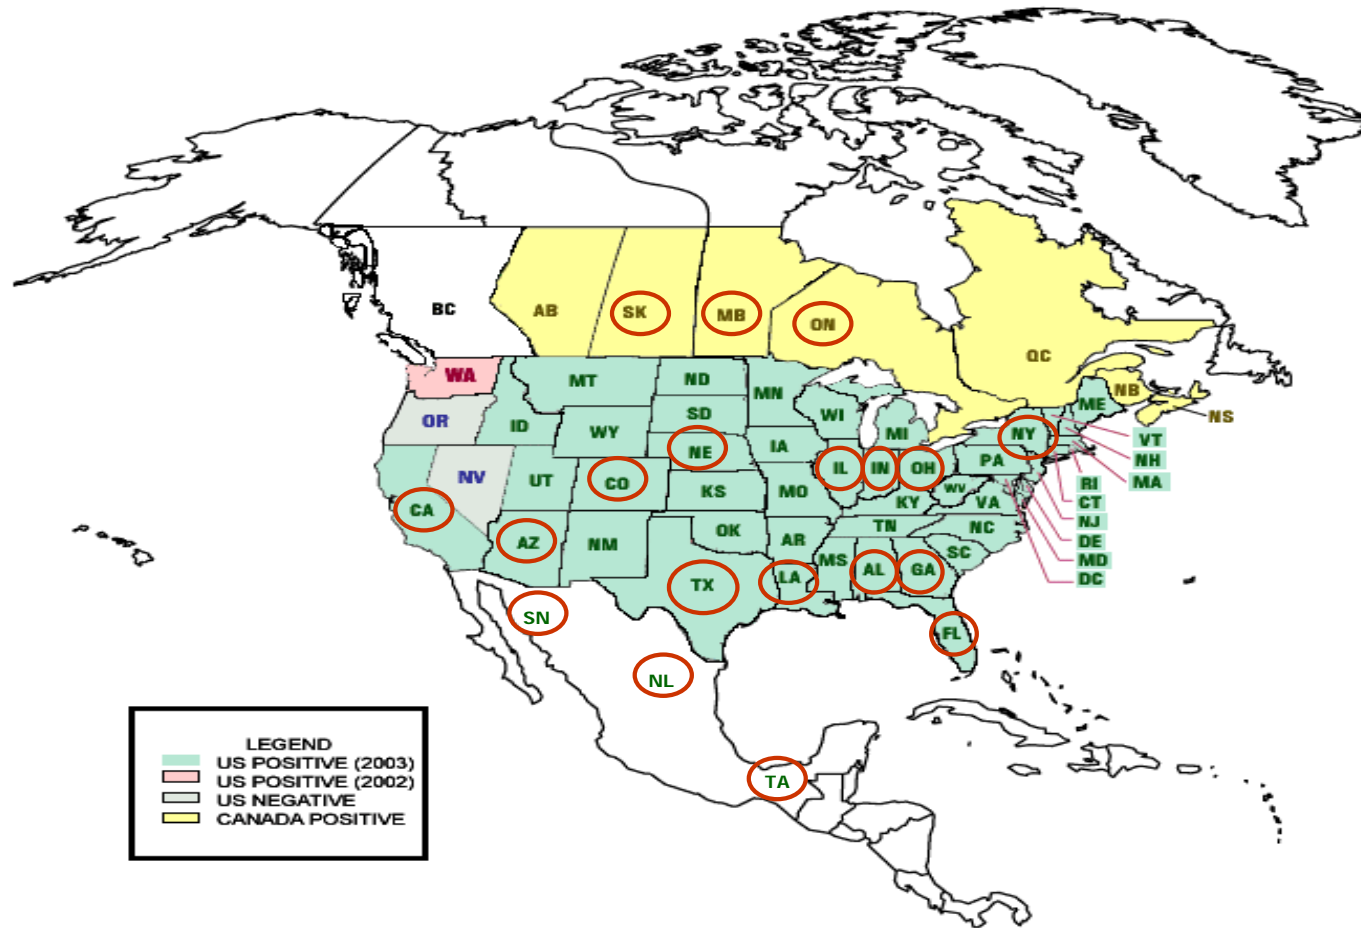 BC
AB
SK
MB
ON
QC
NB
NS
WA
MT
ND
MN
ME
OR
ID
WY
SD
WI
MI
NY
VT
NH
MA
NE
IA
PA
NV
UT
CO
IL
IN
OH
RI
CT
NJ
DE
MD
DC
CA
KS
MO
KY
WV
VA
AZ
NM
OK
AR
TN
NC
SC
TX
LA
MS
AL
GA
FL
SN
NL
TA
LEGEND
US POSITIVE (2003)
US POSITIVE (2002)
US NEGATIVE
CANADA POSITIVE